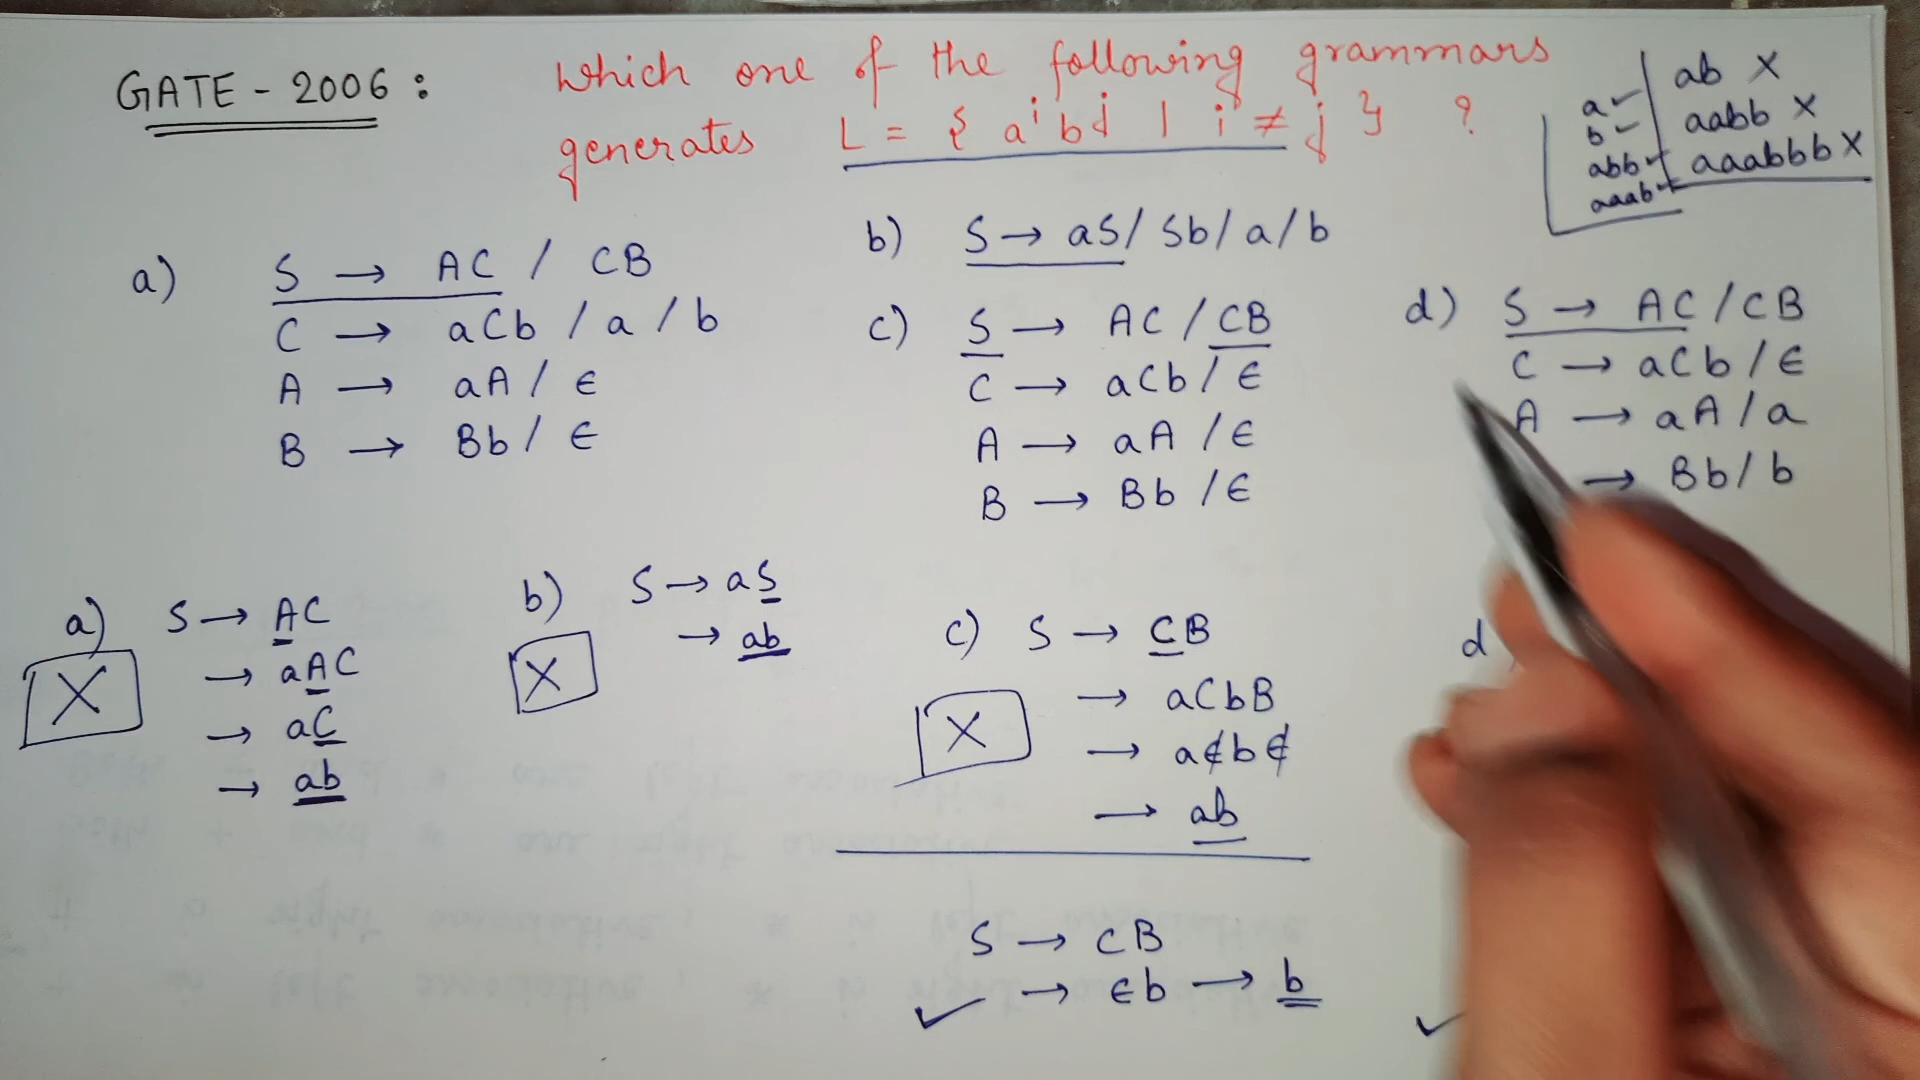 GATE - 2006 :
Which one of the following grammars
generates L = { a^i b^j | i ≠ j } ?
a ✓
b ✓
abb ✓
aaab ✓
ab X
aabb X
aaabbb X
a) S → AC / CB
C → aCb / a / b
A → aA / ϵ
B → Bb / ϵ
b) S → aS / Sb / a / b
c) S → AC / CB
C → aCb / ϵ
A → aA / ϵ
B → Bb / ϵ
d) S → AC / CB
C → aCb / ϵ
A → aA / a
→ Bb / b
a) S → AC
→ aAC
→ aC
→ ab
X
b) S → aS
→ ab
X
c) S → CB
→ aCbB
→ aϵbϵ
→ ab
X
S → CB
→ ϵb → b
✓
d
✓